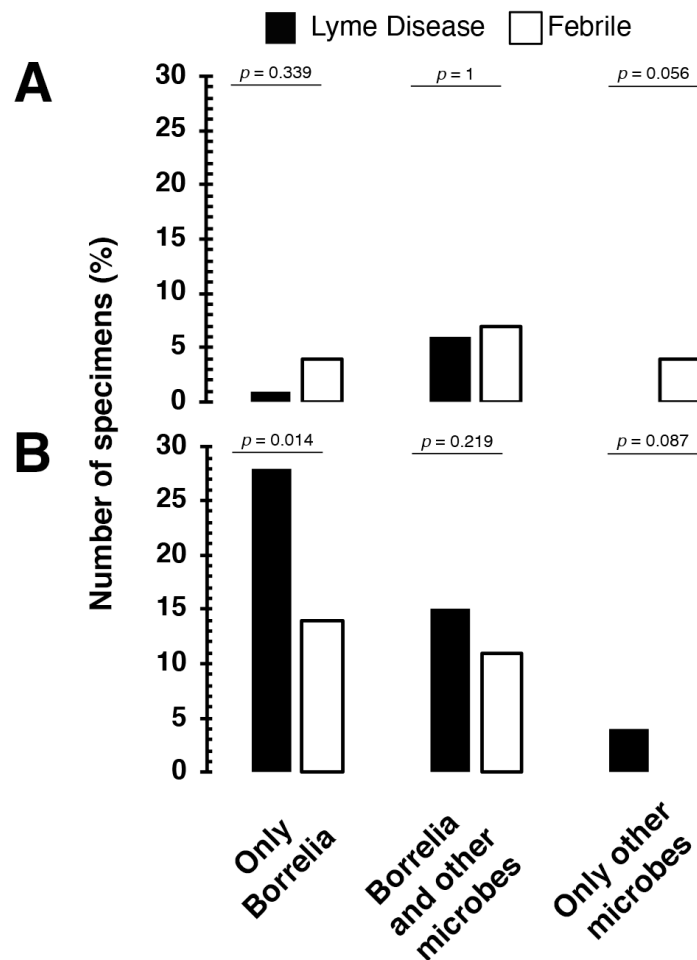 Lyme Disease Febrile
A
p = 0.339 p = 1 p = 0.056
30
25
20
15
10
5
0
Number of specimens (%)
B
p = 0.014 p = 0.219 p = 0.087
30
25
20
15
10
5
0
Only
Borrelia
Borrelia
and other
microbes
Only other
microbes